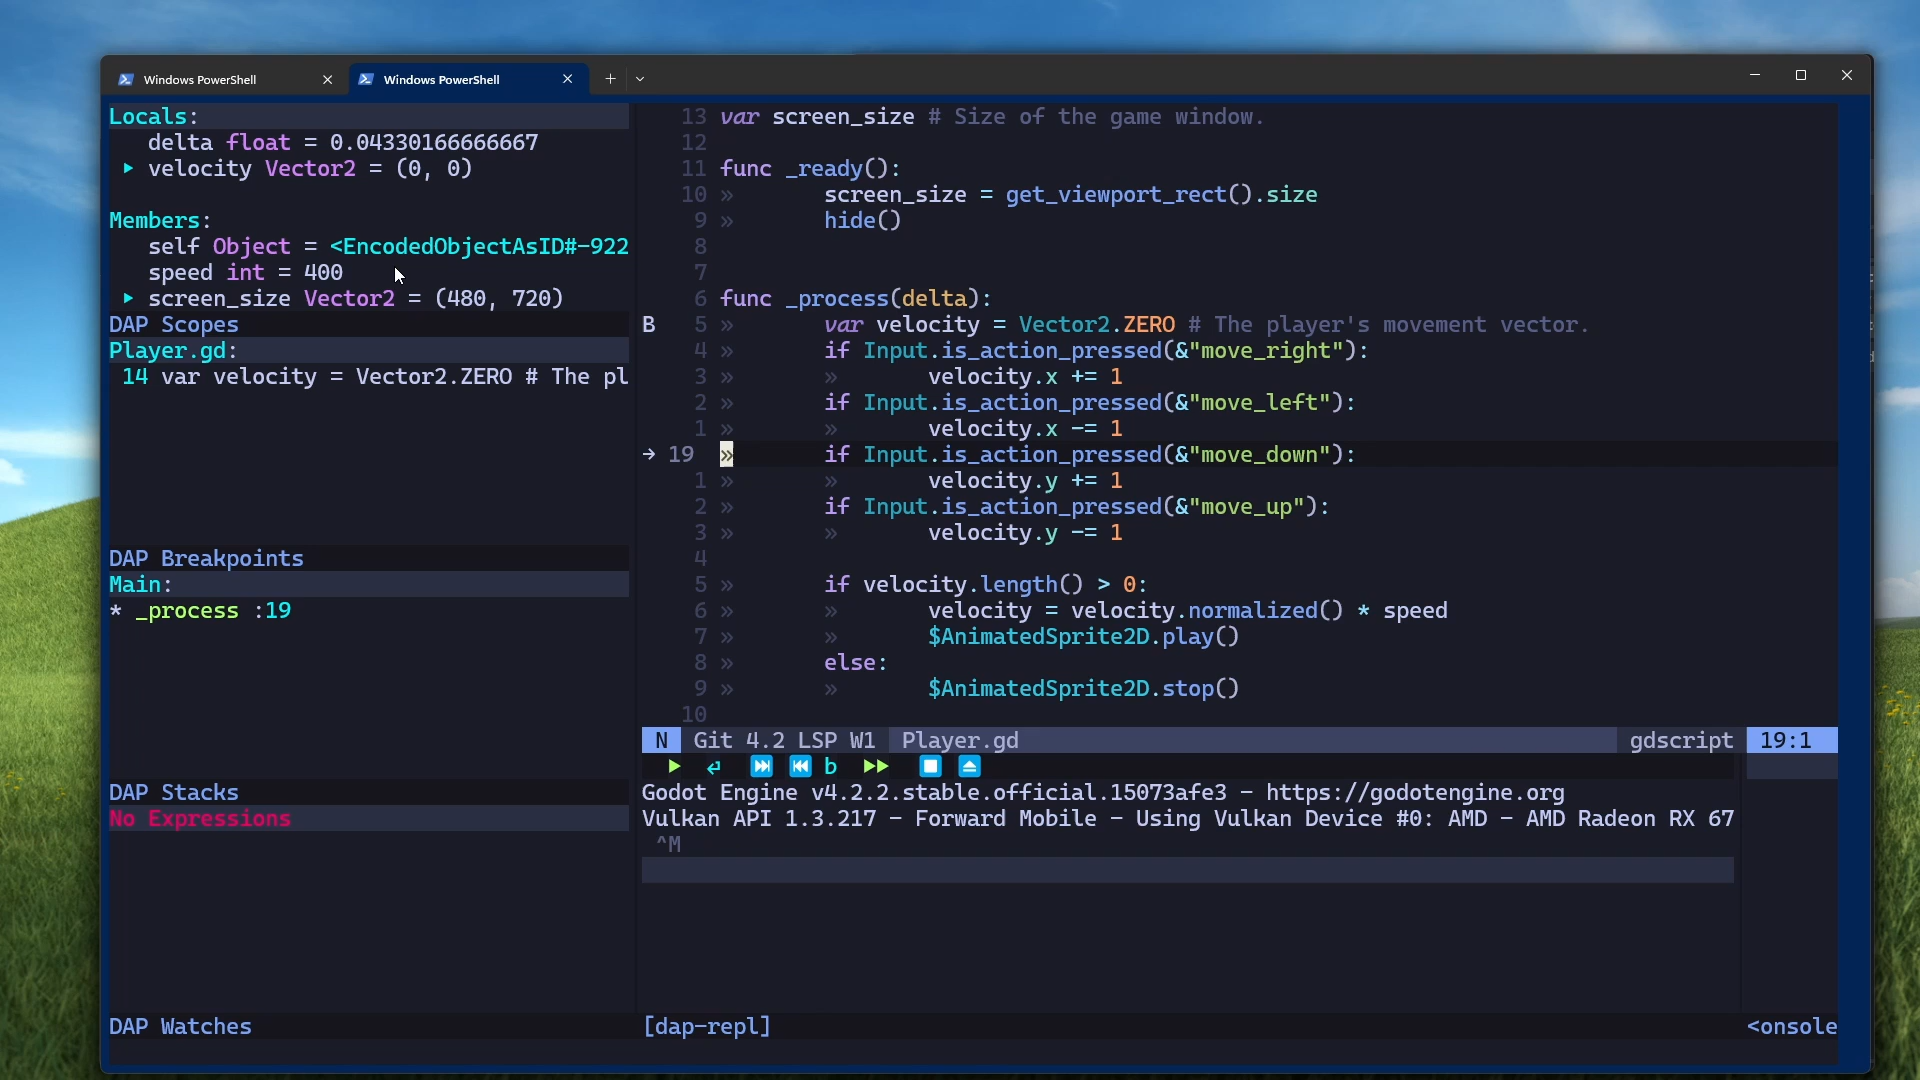 Windows PowerShell
Windows PowerShell
Locals:
delta float = 0.04330166666667
▸ velocity Vector2 = (0, 0)
Members:
self Object = <EncodedObjectAsID#-922
speed int = 400
▸ screen_size Vector2 = (480, 720)
DAP Scopes
Player.gd:
14 var velocity = Vector2.ZERO # The pl
DAP Breakpoints
Main:
* _process :19
DAP Stacks
No Expressions
DAP Watches
13 var screen_size # Size of the game window.
12
11 func _ready():
10 » screen_size = get_viewport_rect().size
9 » hide()
8
7
6 func _process(delta):
B 5 » var velocity = Vector2.ZERO # The player's movement vector.
4 » if Input.is_action_pressed(&"move_right"):
3 » » velocity.x += 1
2 » if Input.is_action_pressed(&"move_left"):
1 » » velocity.x -= 1
→ 19 » if Input.is_action_pressed(&"move_down"):
1 » » velocity.y += 1
2 » if Input.is_action_pressed(&"move_up"):
3 » » velocity.y -= 1
4
5 » if velocity.length() > 0:
6 » » velocity = velocity.normalized() * speed
7 » » $AnimatedSprite2D.play()
8 » else:
9 » » $AnimatedSprite2D.stop()
10
N Git 4.2 LSP W1 Player.gd gdscript 19:1
b
Godot Engine v4.2.2.stable.official.15073afe3 - https://godotengine.org
Vulkan API 1.3.217 - Forward Mobile - Using Vulkan Device #0: AMD - AMD Radeon RX 67
^M
[dap-repl] <console